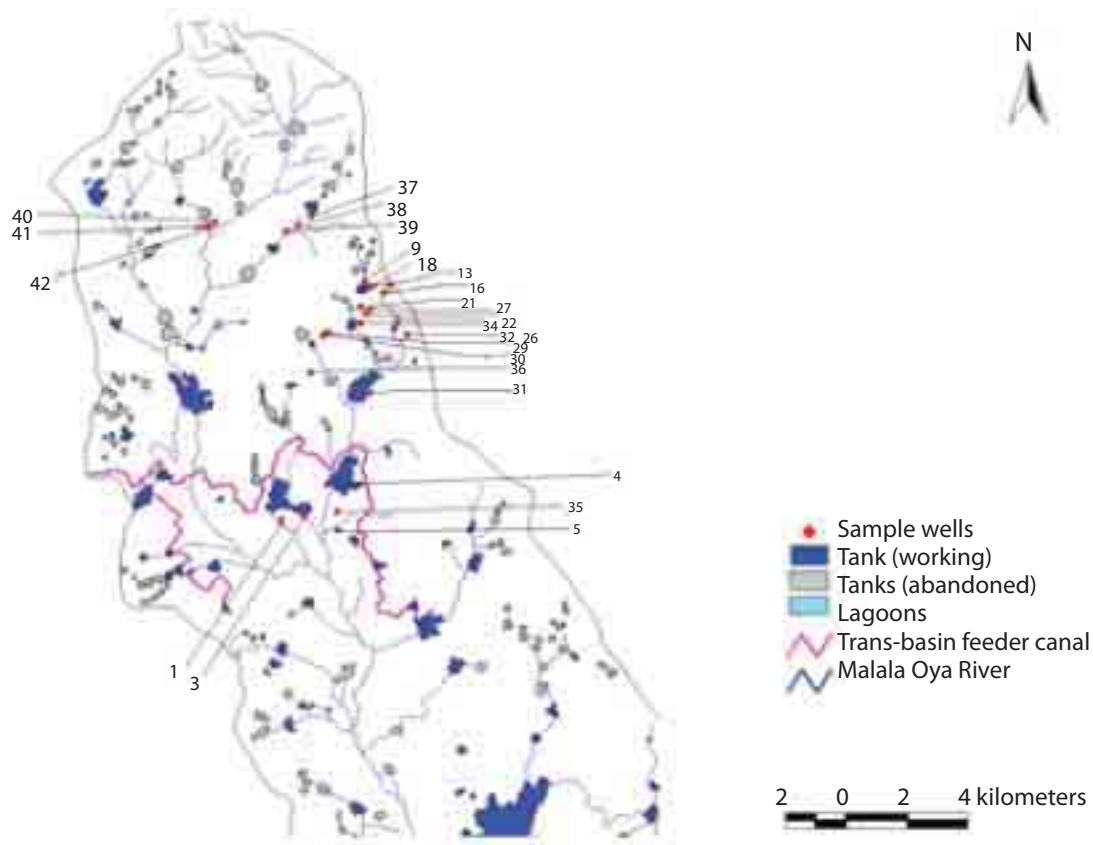 N
37
38
40
39
41
9
18
13
42
16
21
27
34 22
32 26
29
30
36
31
4
35
5
Sample wells
Tank (working)
Tanks (abandoned)
Lagoons
Trans-basin feeder canal
Malala Oya River
1
3
2 0 2 4 kilometers